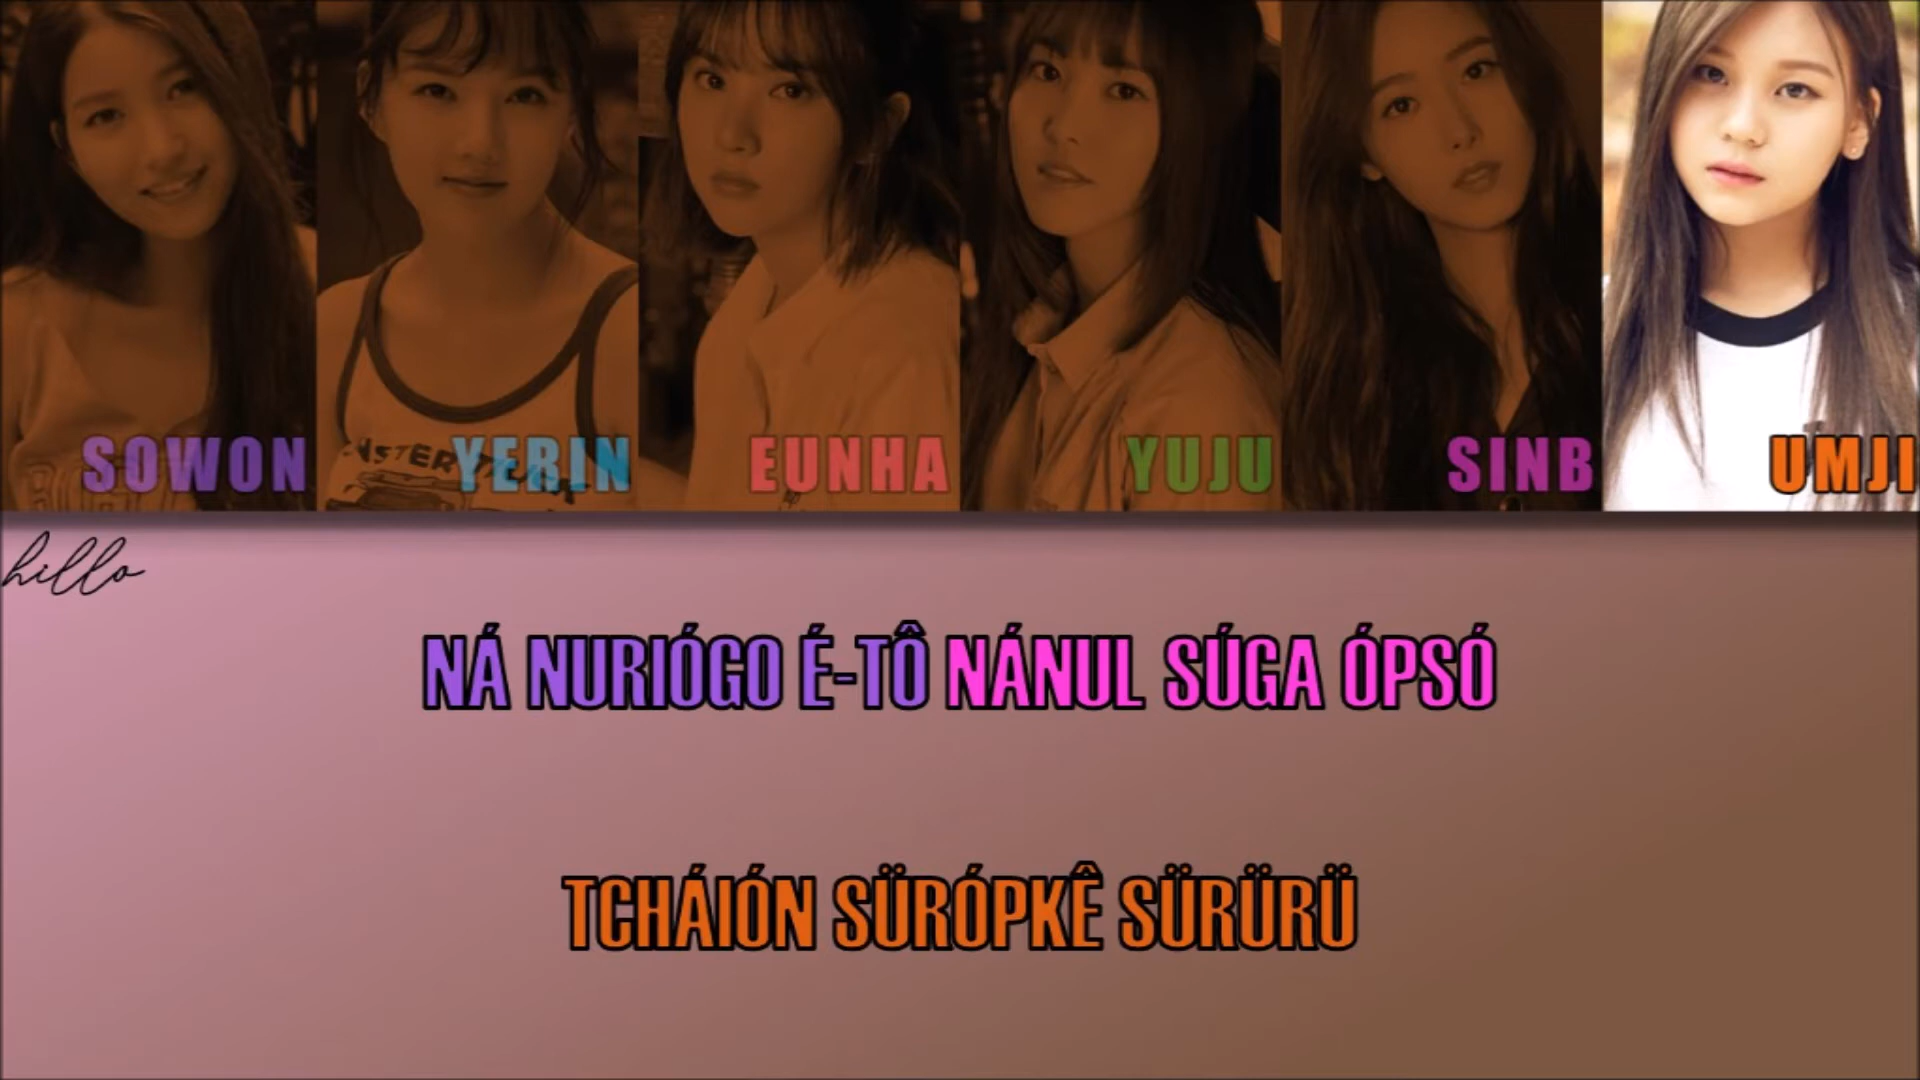 SOWON YERIN EUNHA YUJU SINB UMJI
hillo
NÁ NURIÓGO É-TÔ NÁNUL SÚGA ÓPSÓ
TCHÁIÓN SÜRÓPKÊ SÜRÜRÜ